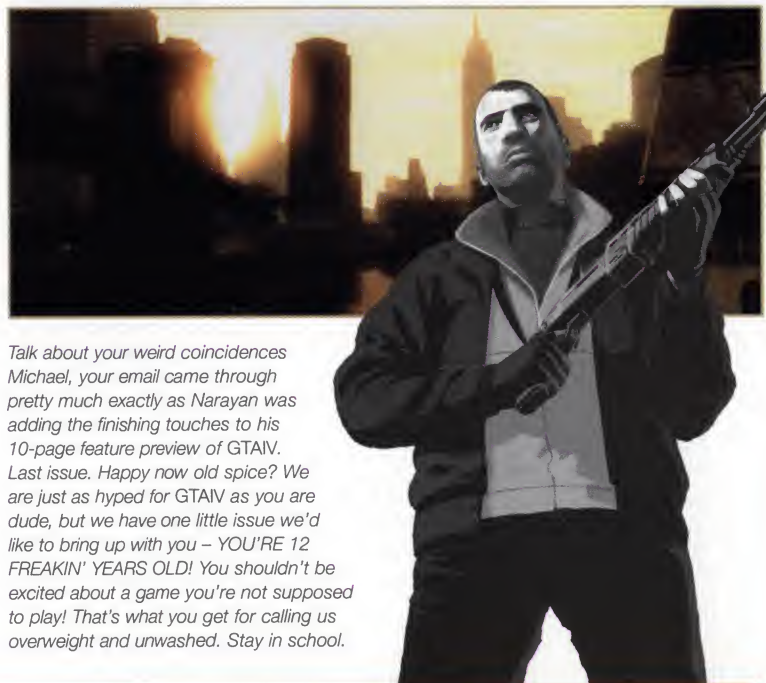 Talk about your weird coincidences
Michael, your email came through
pretty much exactly as Narayan was
adding the finishing touches to his
10-page feature preview of GTAIV.
Last issue. Happy now old spice? We
are just as hyped for GTAIV as you are
dude, but we have one little issue we'd
like to bring up with you – YOU'RE 12
FREAKIN' YEARS OLD! You shouldn't be
excited about a game you're not supposed
to play! That's what you get for calling us
overweight and unwashed. Stay in school.